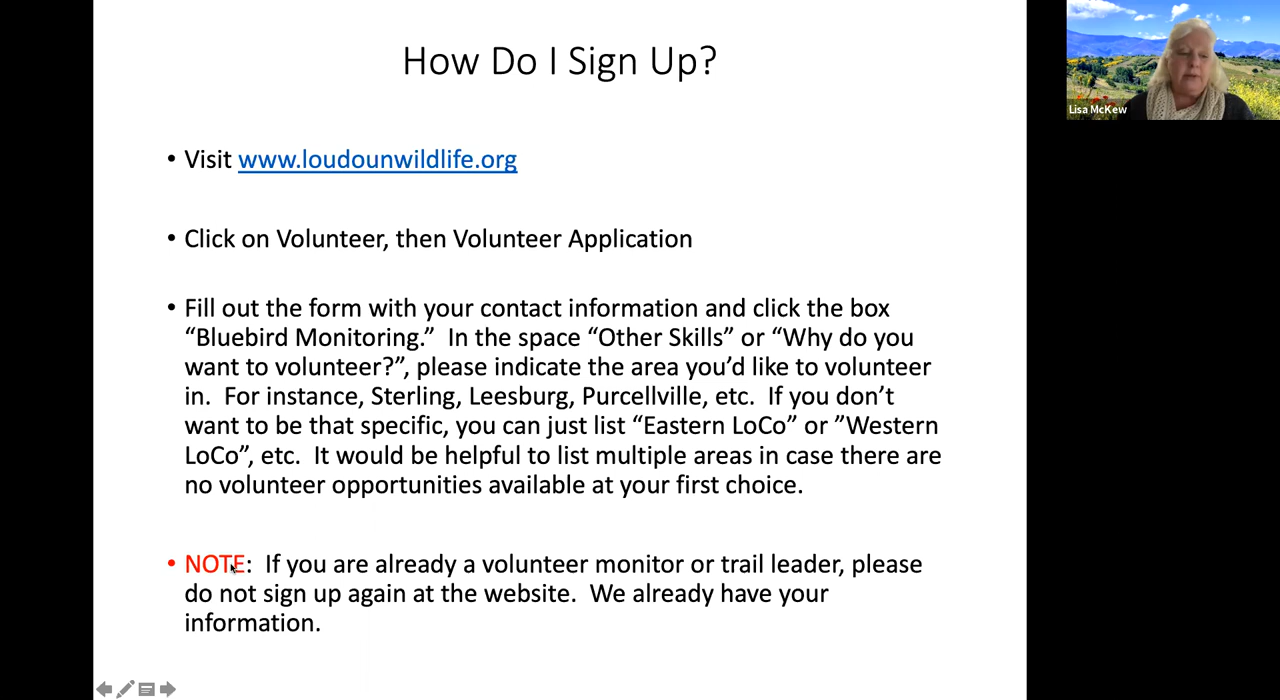 How Do I Sign Up?
• Visit www.loudounwildlife.org
• Click on Volunteer, then Volunteer Application
• Fill out the form with your contact information and click the box
“Bluebird Monitoring.”  In the space “Other Skills” or “Why do you
want to volunteer?”, please indicate the area you’d like to volunteer
in.  For instance, Sterling, Leesburg, Purcellville, etc.  If you don’t
want to be that specific, you can just list “Eastern LoCo” or ”Western
LoCo”, etc.  It would be helpful to list multiple areas in case there are
no volunteer opportunities available at your first choice.
• NOTE:  If you are already a volunteer monitor or trail leader, please
do not sign up again at the website.  We already have your
information.
Lisa McKew